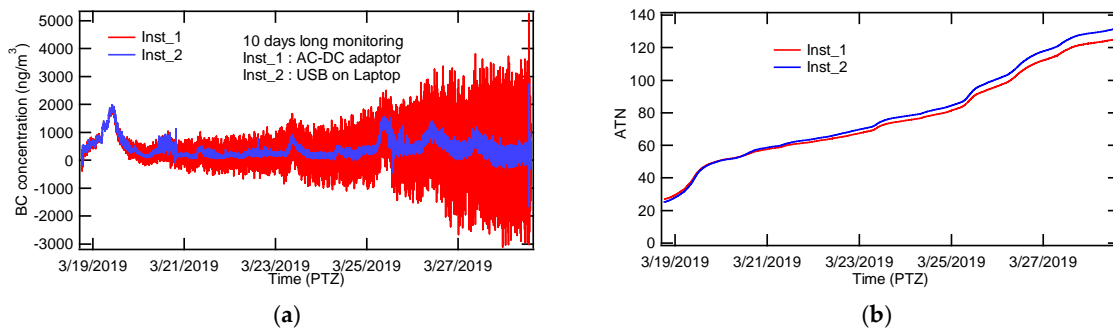 5000
4000
3000
2000
1000
0
-1000
-2000
-3000
BC concentration (ng/m³)
Inst_1
Inst_2
10 days long monitoring
Inst_1 : AC-DC adaptor
Inst_2 : USB on Laptop
3/19/2019 3/21/2019 3/23/2019 3/25/2019 3/27/2019
Time (PTZ)
(a)
140
120
100
80
60
40
20
0
ATN
Inst_1
Inst_2
3/19/2019 3/21/2019 3/23/2019 3/25/2019 3/27/2019
Time (PTZ)
(b)